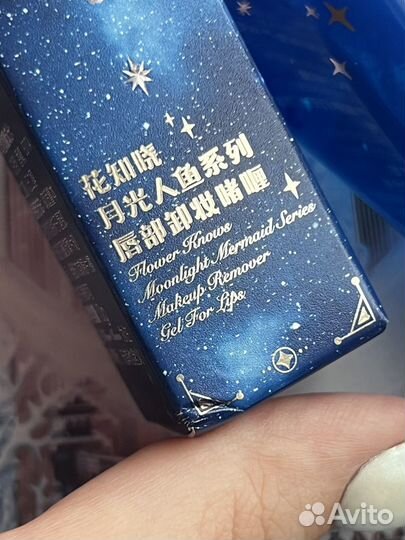 花知晓
月光人鱼系列
唇部卸妆啫喱
Flower Knows
Moonlight Mermaid Series
Makeup Remover
Gel For Lips
Avito